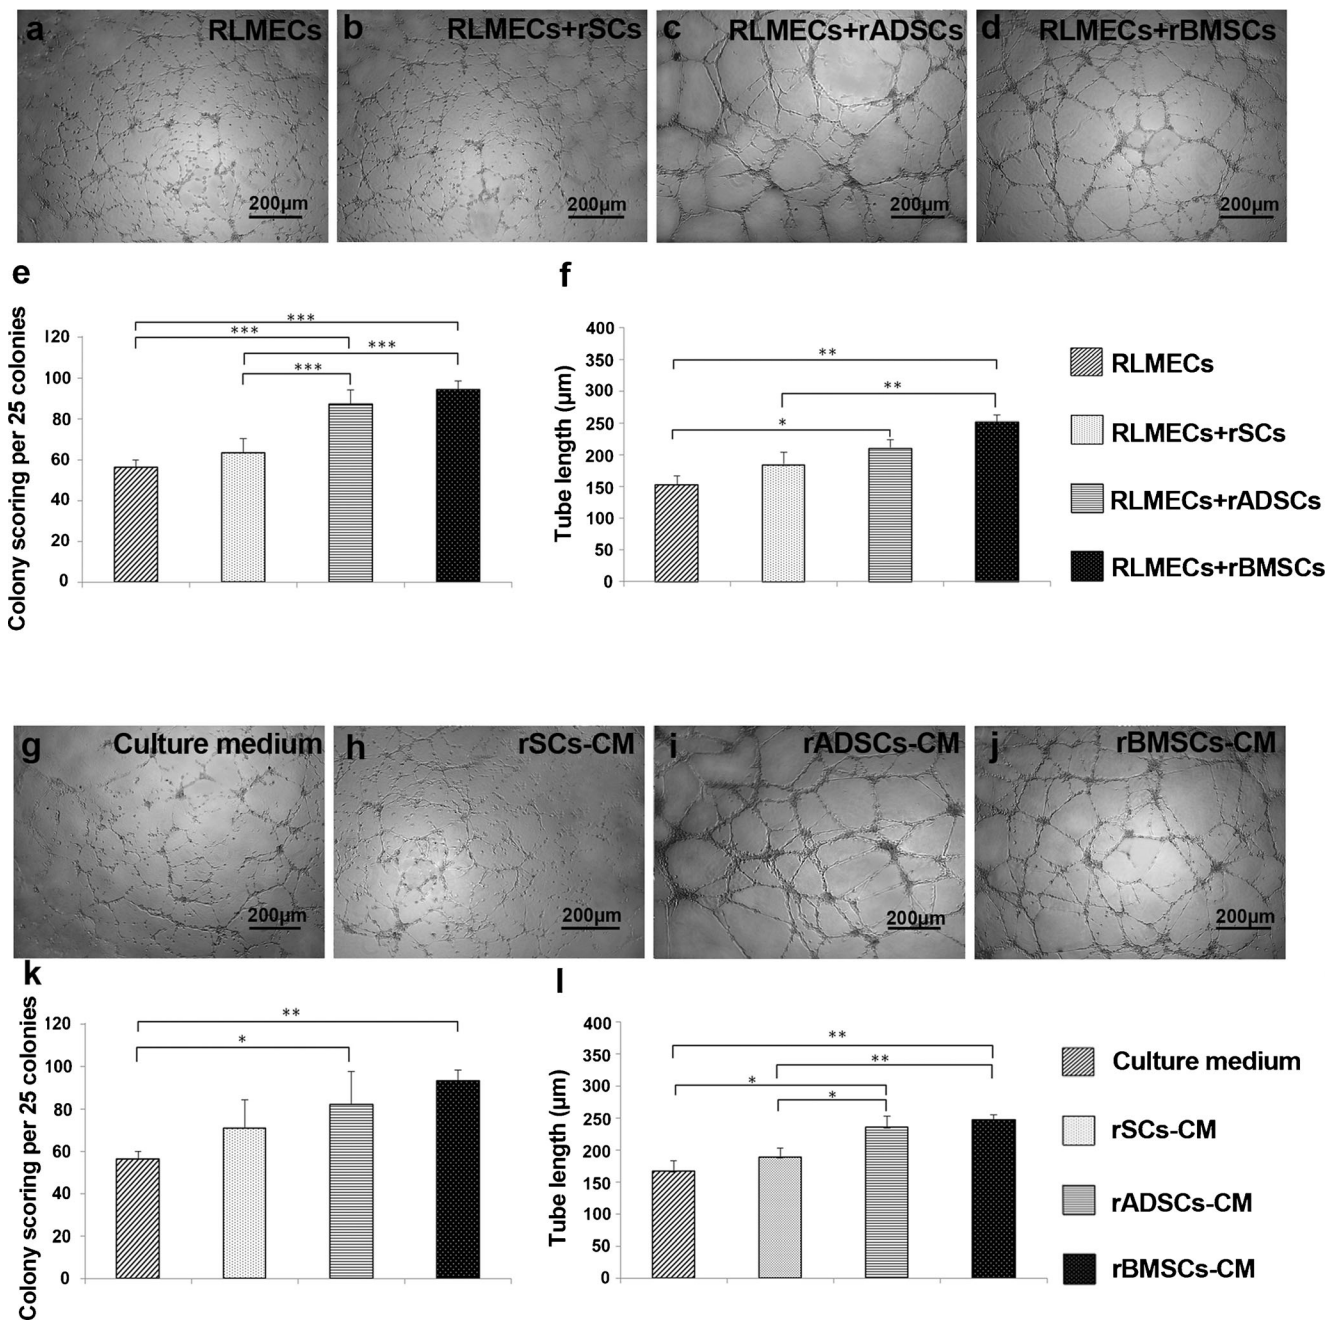 a RLMECs
b RLMECs+rSCs
c RLMECs+rADSCs
d RLMECs+rBMSCs
200μm
200μm
200μm
200μm
e
Colony scoring per 25 colonies
120
100
80
60
40
20
0
***
***
***
***
f
Tube length (μm)
400
350
300
250
200
150
100
50
0
**
**
*
RLMECs
RLMECs+rSCs
RLMECs+rADSCs
RLMECs+rBMSCs
g Culture medium
h rSCs-CM
i rADSCs-CM
j rBMSCs-CM
200μm
200μm
200μm
200μm
k
Colony scoring per 25 colonies
120
100
80
60
40
20
0
**
*
l
Tube length (μm)
400
350
300
250
200
150
100
50
0
**
**
*
*
Culture medium
rSCs-CM
rADSCs-CM
rBMSCs-CM